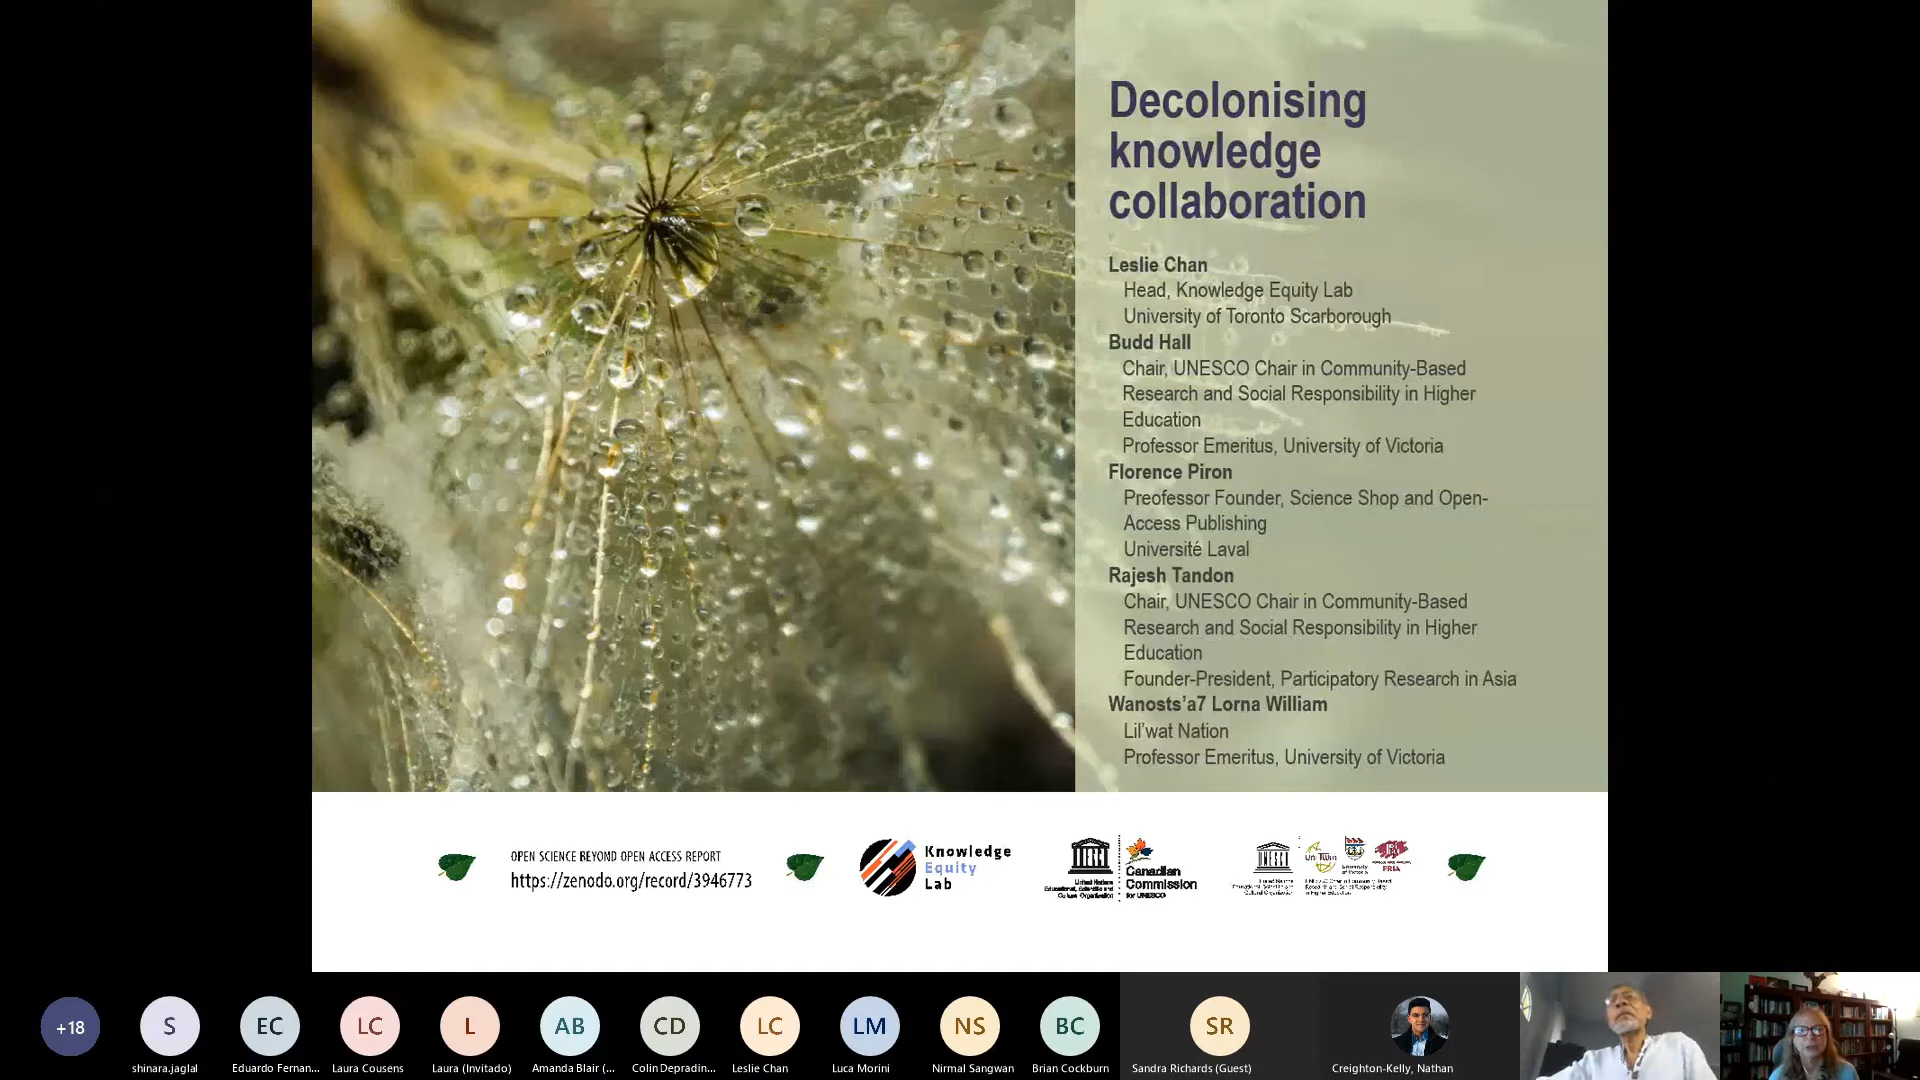 Decolonising
knowledge
collaboration
Leslie Chan
Head, Knowledge Equity Lab
University of Toronto Scarborough
Budd Hall
Chair, UNESCO Chair in Community-Based
Research and Social Responsibility in Higher
Education
Professor Emeritus, University of Victoria
Florence Piron
Preofessor Founder, Science Shop and Open-
Access Publishing
Université Laval
Rajesh Tandon
Chair, UNESCO Chair in Community-Based
Research and Social Responsibility in Higher
Education
Founder-President, Participatory Research in Asia
Wanosts’a7 Lorna William
Lil’wat Nation
Professor Emeritus, University of Victoria
OPEN SCIENCE BEYOND OPEN ACCESS REPORT
https://zenodo.org/record/3946773
Knowledge
Equity
Lab
United Nations
Educational, Scientific and
Cultural Organization
Canadian
Commission
for UNESCO
PRIA
+18
S
EC
LC
L
AB
CD
LC
LM
NS
BC
SR
shinara.jaglal
Eduardo Fernan...
Laura Cousens
Laura (Invitado)
Amanda Blair (...
Colin Depradin...
Leslie Chan
Luca Morini
Nirmal Sangwan
Brian Cockburn
Sandra Richards (Guest)
Creighton-Kelly, Nathan